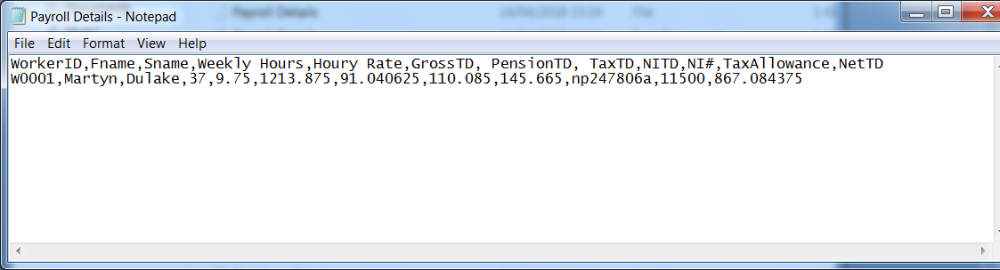 Payroll Details - Notepad
File Edit Format View Help
WorkerID,Fname,Sname,Weekly Hours,Houry Rate,GrossTD, PensionTD, TaxTD,NITD,NI#,TaxAllowance,NetTD
W0001,Martyn,Dulake,37,9.75,1213.875,91.040625,110.085,145.665,np247806a,11500,867.084375